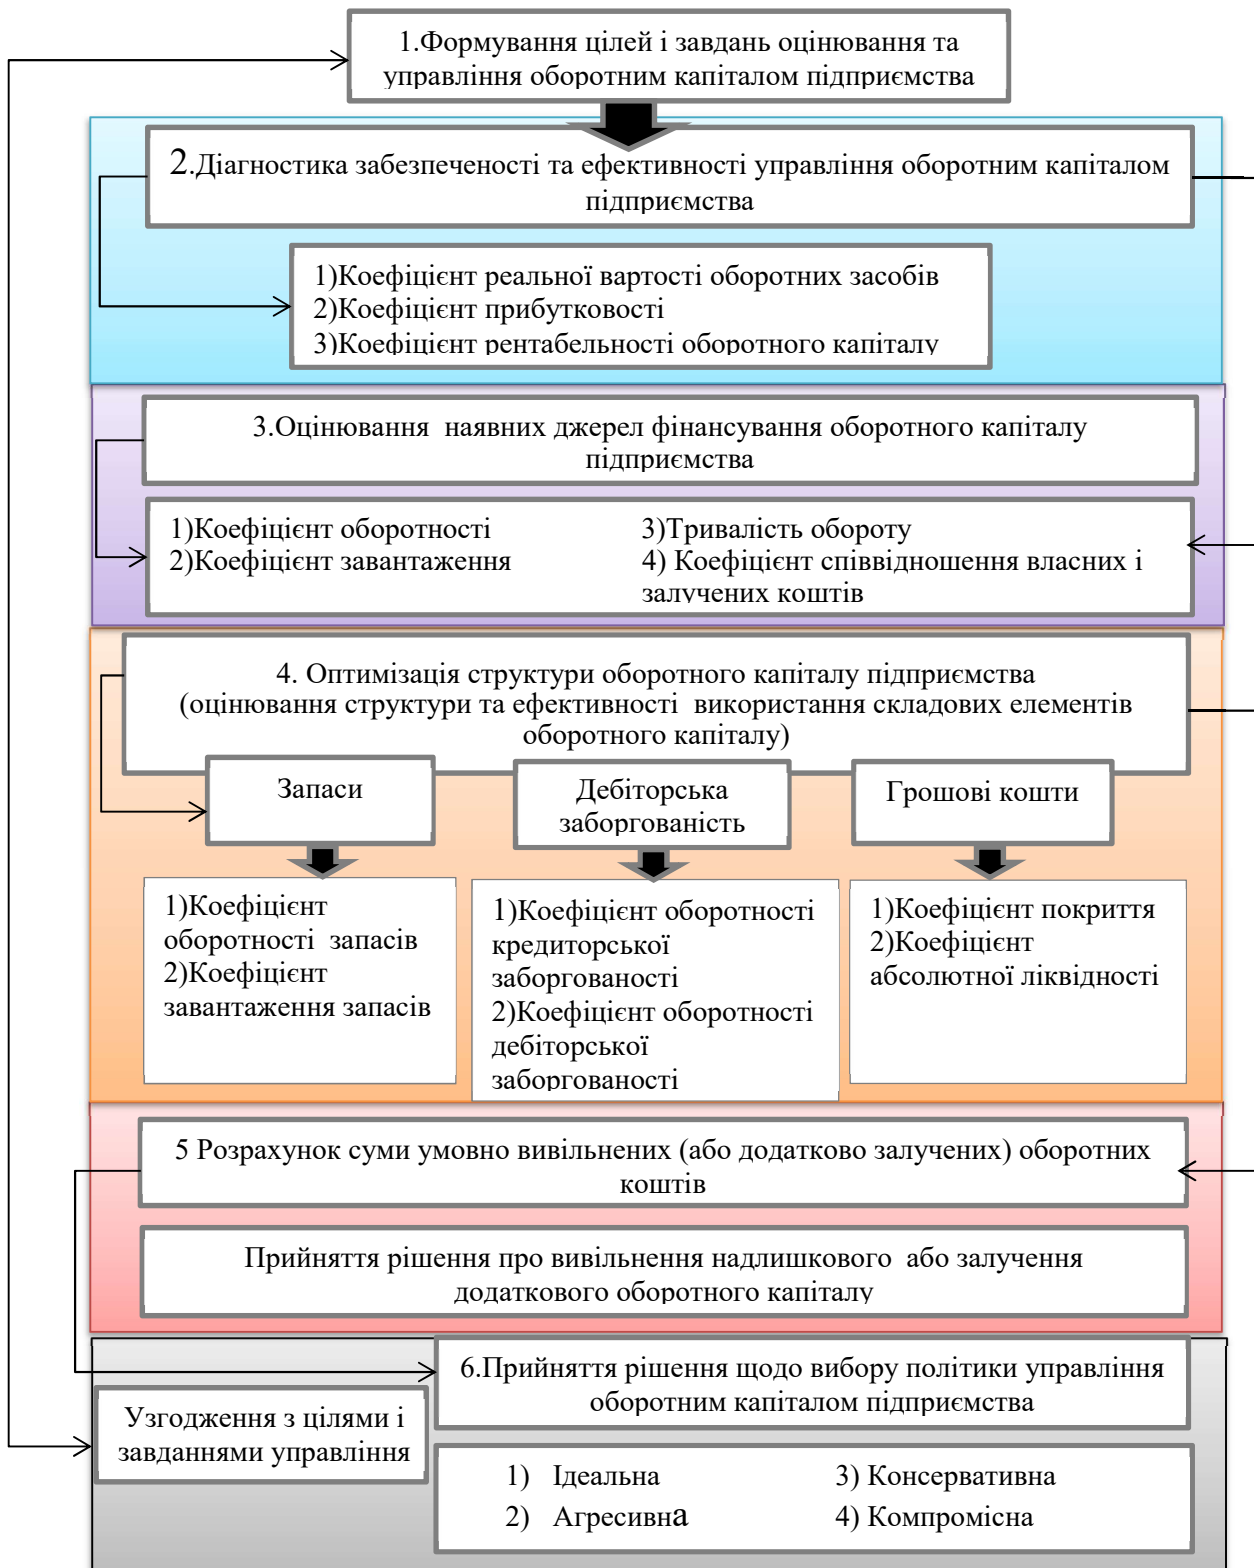 1.Формування цілей і завдань оцінювання та
управління оборотним капіталом підприємства
2.Діагностика забезпеченості та ефективності управління оборотним капіталом
підприємства
1)Коефіцієнт реальної вартості оборотних засобів
2)Коефіцієнт прибутковості
3)Коефіцієнт рентабельності оборотного капіталу
3.Оцінювання наявних джерел фінансування оборотного капіталу
підприємства
1)Коефіцієнт оборотності
2)Коефіцієнт завантаження
3)Тривалість обороту
4) Коефіцієнт співвідношення власних і
залучених коштів
4. Оптимізація структури оборотного капіталу підприємства
(оцінювання структури та ефективності використання складових елементів
оборотного капіталу)
Запаси
1)Коефіцієнт
оборотності запасів
2)Коефіцієнт
завантаження запасів
Дебіторська
заборгованість
1)Коефіцієнт оборотності
кредиторської
заборгованості
2)Коефіцієнт оборотності
дебіторської
заборгованості
Грошові кошти
1)Коефіцієнт покриття
2)Коефіцієнт
абсолютної ліквідності
5 Розрахунок суми умовно вивільнених (або додатково залучених) оборотних
коштів
Прийняття рішення про вивільнення надлишкового або залучення
додаткового оборотного капіталу
6.Прийняття рішення щодо вибору політики управління
оборотним капіталом підприємства
Узгодження з цілями і
завданнями управління
1) Ідеальна
2) Агресивна
3) Консервативна
4) Компромісна